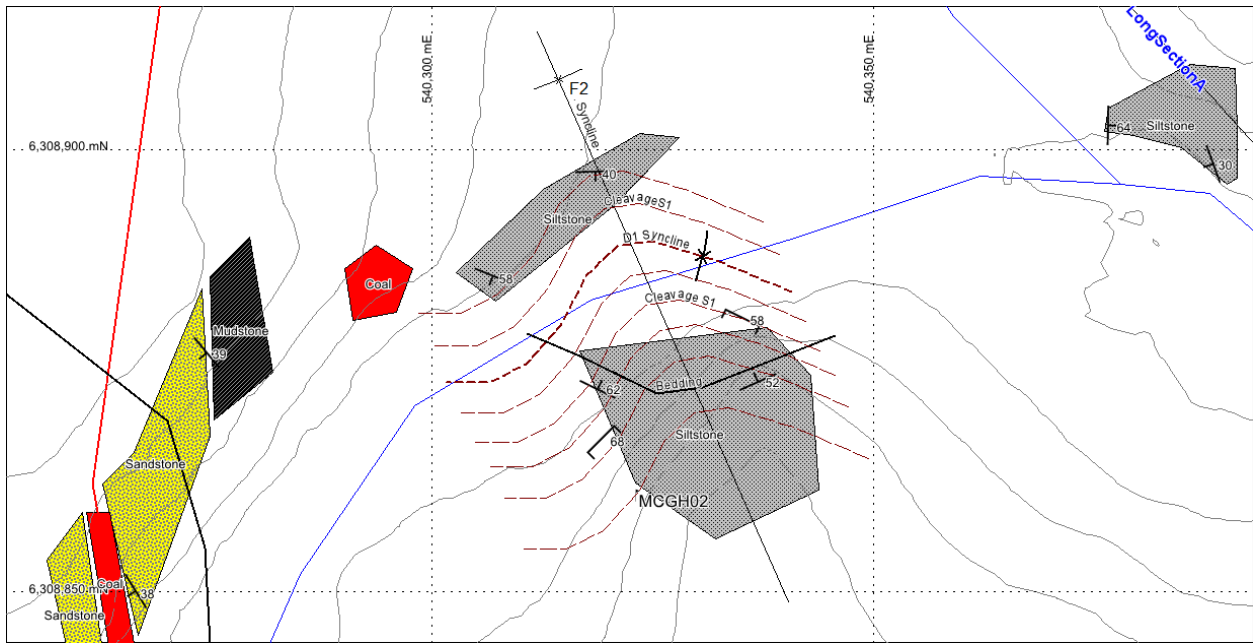 LongSectionA
540,300 mE
540,350 mE
F2
Syncline
64
Siltstone
30
6,308,900 mN
40
CleavageS1
Siltstone
D1 Syncline
58
Coal
Cleavage S1
58
Mudstone
39
Bedding
62
52
Siltstone
68
Sandstone
MCGH02
6,308,850 mN
Coal
38
Sandstone